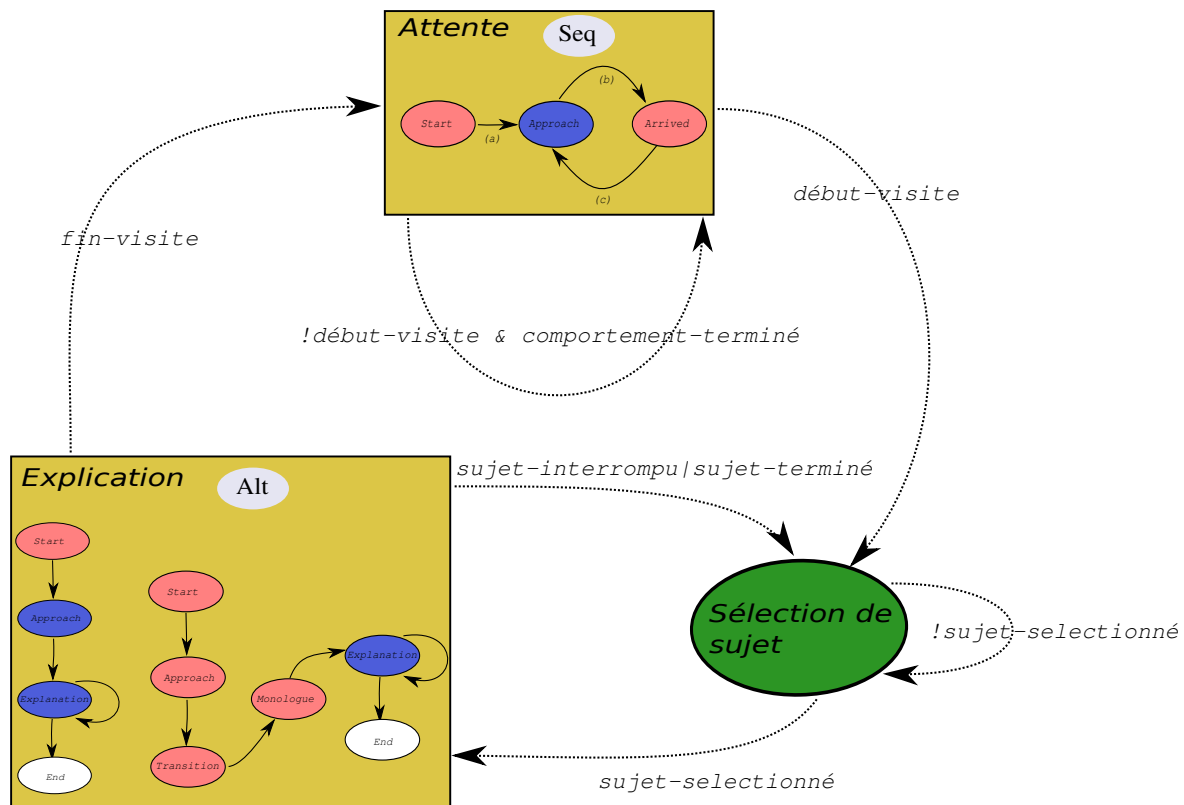 Attente
Seq
(b)
Start
Approach
Arrived
(a)
(c)
début-visite
fin-visite
!début-visite & comportement-terminé
Explication
Alt
sujet-interrompu|sujet-terminé
Start
Start
Approach
Explanation
Approach
Explanation
Monologue
End
Transition
End
Sélection de
sujet
!sujet-selectionné
sujet-selectionné